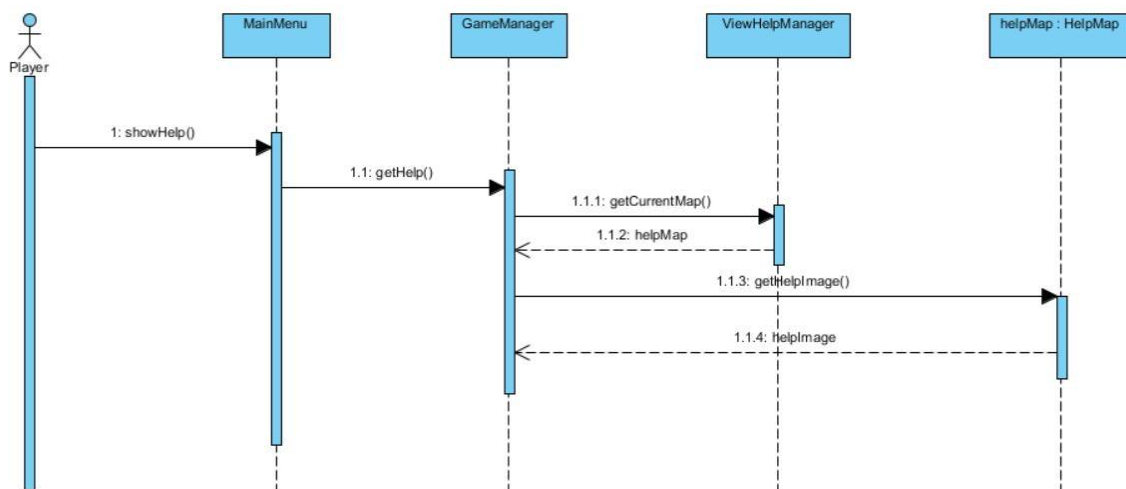 MainMenu
GameManager
ViewHelpManager
helpMap : HelpMap
Player
1: showHelp()
1.1: getHelp()
1.1.1: getCurrentMap()
1.1.2: helpMap
1.1.3: getHelpImage()
1.1.4: helpImage